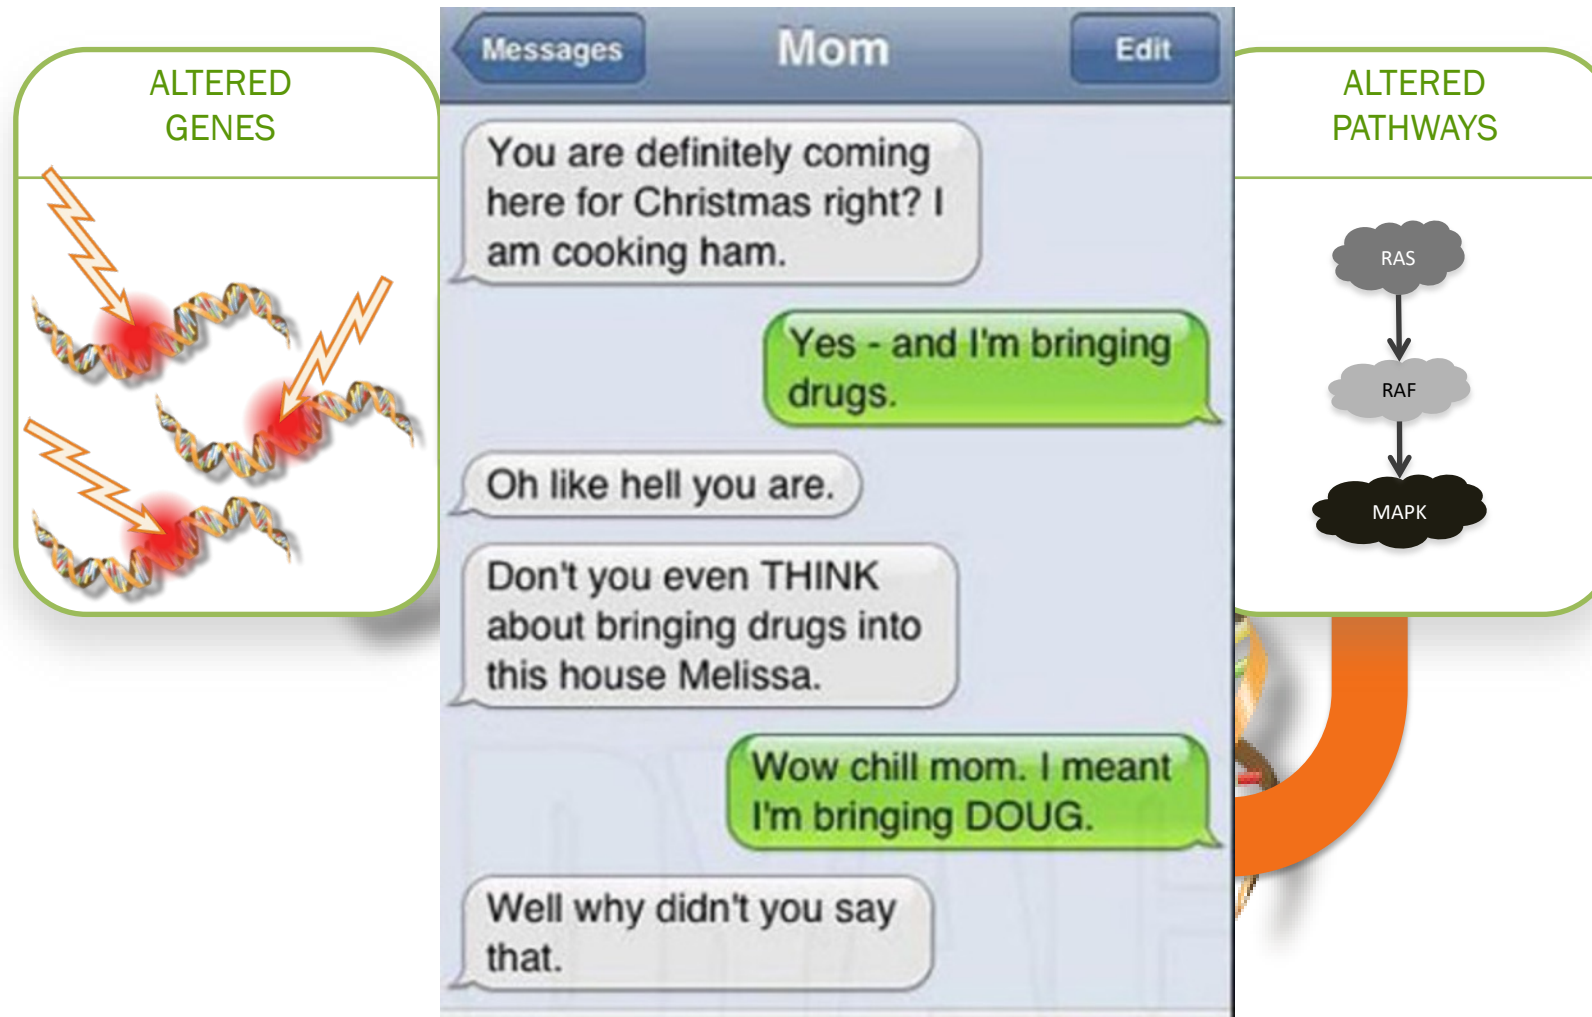 ALTERED
GENES
Messages
Mom
Edit
You are definitely coming
here for Christmas right? I
am cooking ham.
Yes - and I'm bringing
drugs.
Oh like hell you are.
Don't you even THINK
about bringing drugs into
this house Melissa.
Wow chill mom. I meant
I'm bringing DOUG.
Well why didn't you say
that.
ALTERED
PATHWAYS
RAS
RAF
MAPK